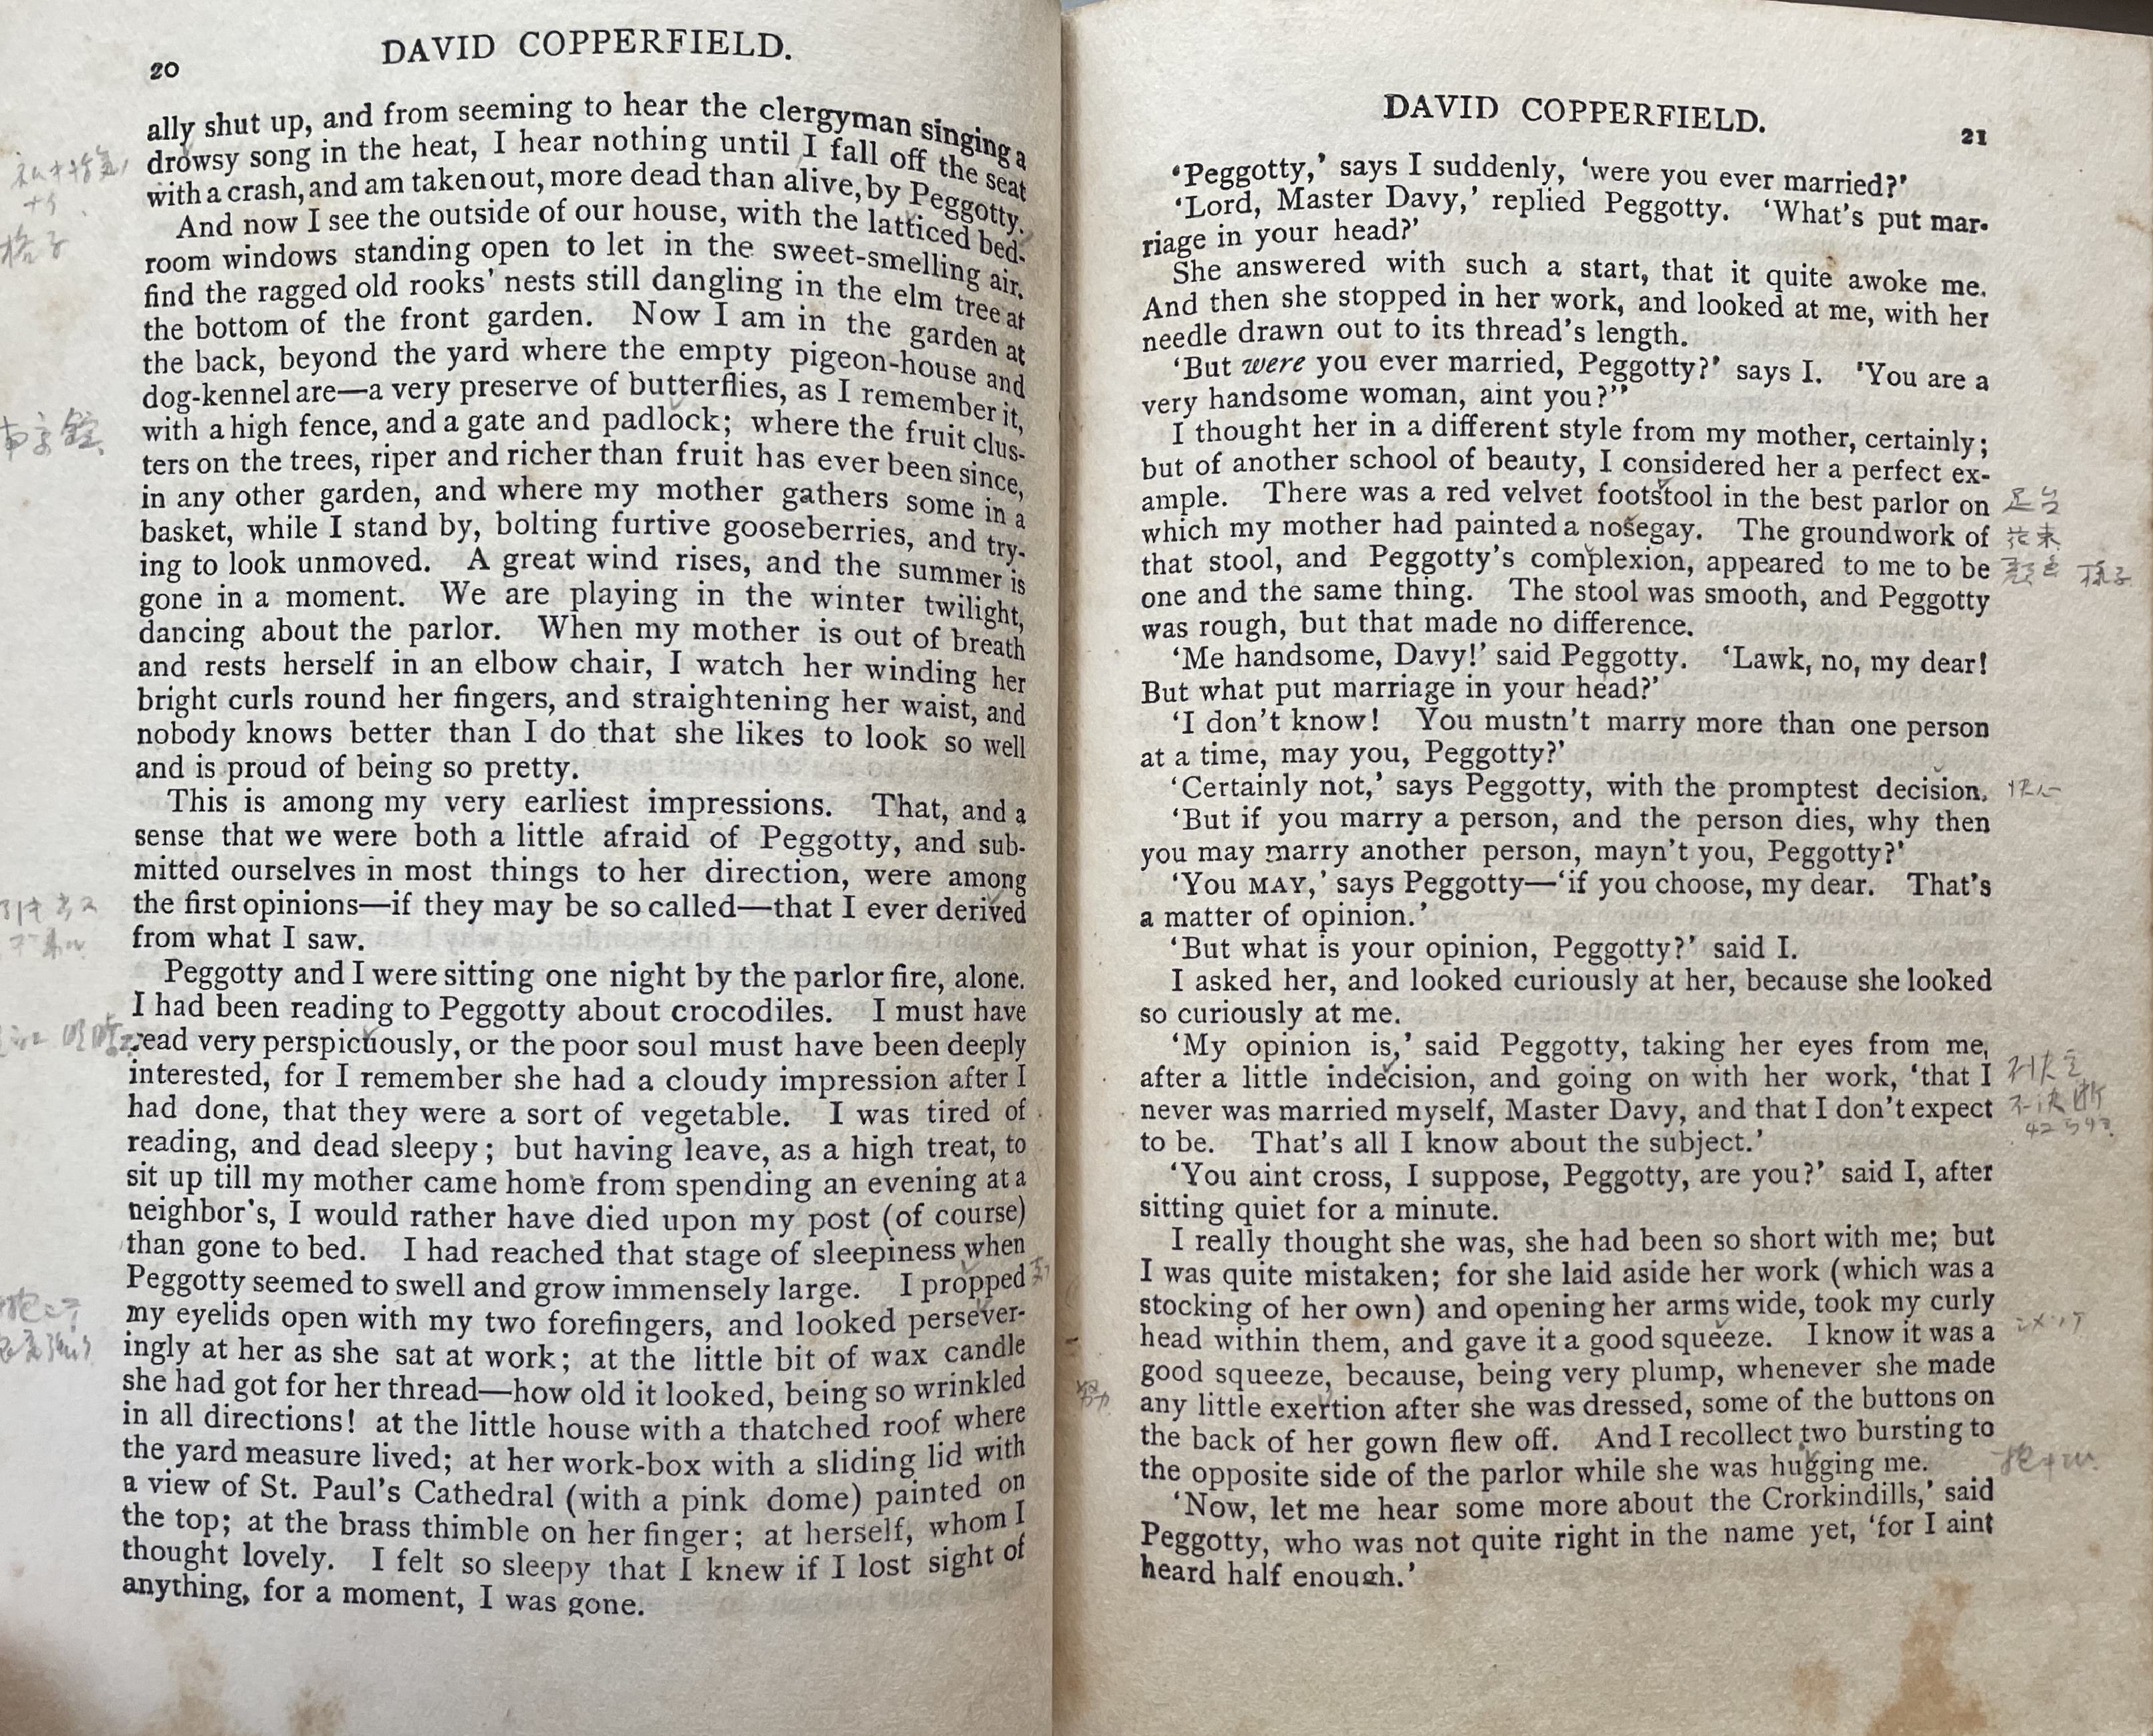 20
DAVID COPPERFIELD.
ally shut up, and from seeming to hear the clergyman singing a
drowsy song in the heat, I hear nothing until I fall off the seat
with a crash, and am taken out, more dead than alive, by Peggotty.
And now I see the outside of our house, with the latticed bed-
room windows standing open to let in the sweet-smelling air,
find the ragged old rooks' nests still dangling in the elm tree at
the bottom of the front garden. Now I am in the garden at
the back, beyond the yard where the empty pigeon-house and
dog-kennel are—a very preserve of butterflies, as I remember it,
with a high fence, and a gate and padlock; where the fruit clus-
ters on the trees, riper and richer than fruit has ever been since,
in any other garden, and where my mother gathers some in a
basket, while I stand by, bolting furtive gooseberries, and try-
ing to look unmoved. A great wind rises, and the summer is
gone in a moment. We are playing in the winter twilight,
dancing about the parlor. When my mother is out of breath
and rests herself in an elbow chair, I watch her winding her
bright curls round her fingers, and straightening her waist, and
nobody knows better than I do that she likes to look so well
and is proud of being so pretty.
This is among my very earliest impressions. That, and a
sense that we were both a little afraid of Peggotty, and sub-
mitted ourselves in most things to her direction, were among
the first opinions—if they may be so called—that I ever derived
from what I saw.
Peggotty and I were sitting one night by the parlor fire, alone.
I had been reading to Peggotty about crocodiles. I must have
read very perspicuously, or the poor soul must have been deeply
interested, for I remember she had a cloudy impression after I
had done, that they were a sort of vegetable. I was tired of
reading, and dead sleepy; but having leave, as a high treat, to
sit up till my mother came home from spending an evening at a
neighbor's, I would rather have died upon my post (of course)
than gone to bed. I had reached that stage of sleepiness when
Peggotty seemed to swell and grow immensely large. I propped
my eyelids open with my two forefingers, and looked persever-
ingly at her as she sat at work; at the little bit of wax candle
she had got for her thread—how old it looked, being so wrinkled
in all directions! at the little house with a thatched roof where
the yard measure lived; at her work-box with a sliding lid with
a view of St. Paul's Cathedral (with a pink dome) painted on
the top; at the brass thimble on her finger; at herself, whom I
thought lovely. I felt so sleepy that I knew if I lost sight of
anything, for a moment, I was gone.
DAVID COPPERFIELD.
21
'Peggotty,' says I suddenly, 'were you ever married?'
'Lord, Master Davy,' replied Peggotty. 'What's put mar-
riage in your head?'
She answered with such a start, that it quite awoke me.
And then she stopped in her work, and looked at me, with her
needle drawn out to its thread's length.
'But were you ever married, Peggotty?' says I. 'You are a
very handsome woman, aint you?''
I thought her in a different style from my mother, certainly;
but of another school of beauty, I considered her a perfect ex-
ample. There was a red velvet footstool in the best parlor on 足台
which my mother had painted a nosegay. The groundwork of 花束
that stool, and Peggotty's complexion, appeared to me to be 顔色 様子
one and the same thing. The stool was smooth, and Peggotty
was rough, but that made no difference.
'Me handsome, Davy!' said Peggotty. 'Lawk, no, my dear!
But what put marriage in your head?'
'I don't know! You mustn't marry more than one person
at a time, may you, Peggotty?'
'Certainly not,' says Peggotty, with the promptest decision.
'But if you marry a person, and the person dies, why then
you may marry another person, mayn't you, Peggotty?'
'You MAY,' says Peggotty—'if you choose, my dear. That's
a matter of opinion.'
'But what is your opinion, Peggotty?' said I.
I asked her, and looked curiously at her, because she looked
so curiously at me.
'My opinion is,' said Peggotty, taking her eyes from me,
after a little indecision, and going on with her work, 'that I
never was married myself, Master Davy, and that I don't expect
to be. That's all I know about the subject.'
'You aint cross, I suppose, Peggotty, are you?' said I, after
sitting quiet for a minute.
I really thought she was, she had been so short with me; but
I was quite mistaken; for she laid aside her work (which was a
stocking of her own) and opening her arms wide, took my curly
head within them, and gave it a good squeeze. I know it was a
good squeeze, because, being very plump, whenever she made
any little exertion after she was dressed, some of the buttons on
the back of her gown flew off. And I recollect two bursting to
the opposite side of the parlor while she was hugging me.
'Now, let me hear some more about the Crorkindills,' said
Peggotty, who was not quite right in the name yet, 'for I aint
heard half enough.'